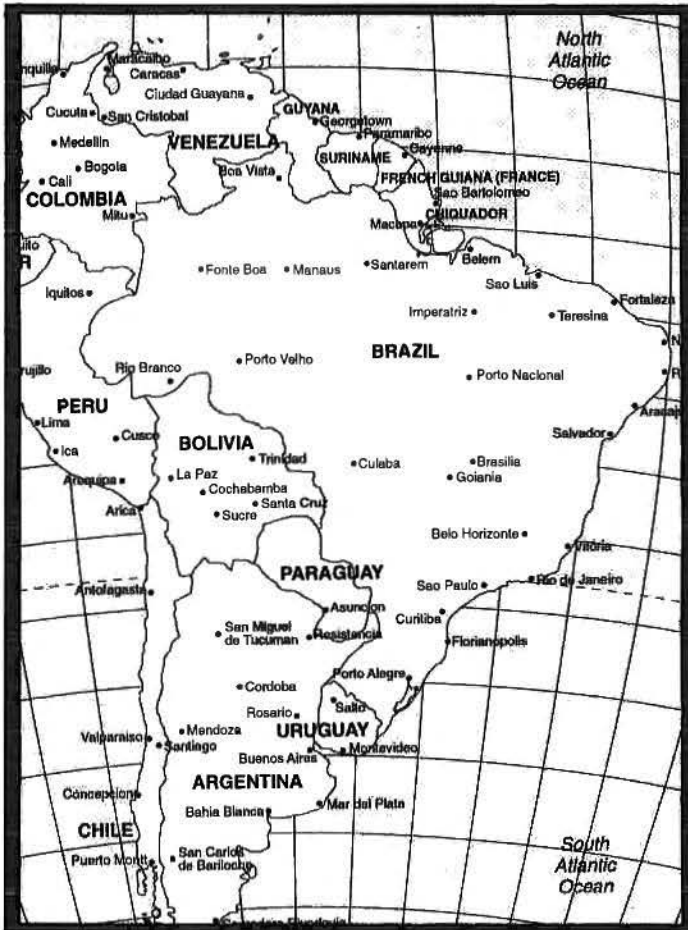 North
Atlantic
Ocean
Maracaibo
Caracas
Ciudad Guayana
GUYANA
Georgetown
Cucuta
San Cristobal
Paramaribo
Medellin
VENEZUELA
Cayenne
SURINAME
Bogota
Boa Vista
FRENCH GUIANA (FRANCE)
Cali
Sao Bartolomeo
COLOMBIA
CHIQUADOR
Mitu
Macapa
Belem
Fonte Boa
Manaus
Santarem
Sao Luis
Iquitos
Fortaleza
Imperatriz
Teresina
BRAZIL
Porto Velho
Rio Branco
Porto Nacional
PERU
Lima
Salvador
Cusco
BOLIVIA
Ica
Trinidad
Culaba
Brasilia
La Paz
Goiania
Arequipa
Cochabamba
Santa Cruz
Arica
Sucre
Belo Horizonte
Vitória
PARAGUAY
Antofagasta
Sao Paulo
Rio de Janeiro
Asuncion
Curitiba
San Miguel
de Tucuman
Resistencia
Florianopolis
Porto Alegre
Cordoba
Salto
Rosario
Mendoza
URUGUAY
Valparaiso
Santiago
Buenos Aires
Montevideo
ARGENTINA
Concepcion
Bahia Blanca
Mar del Plata
CHILE
Puerto Montt
San Carlos
de Bariloche
South
Atlantic
Ocean